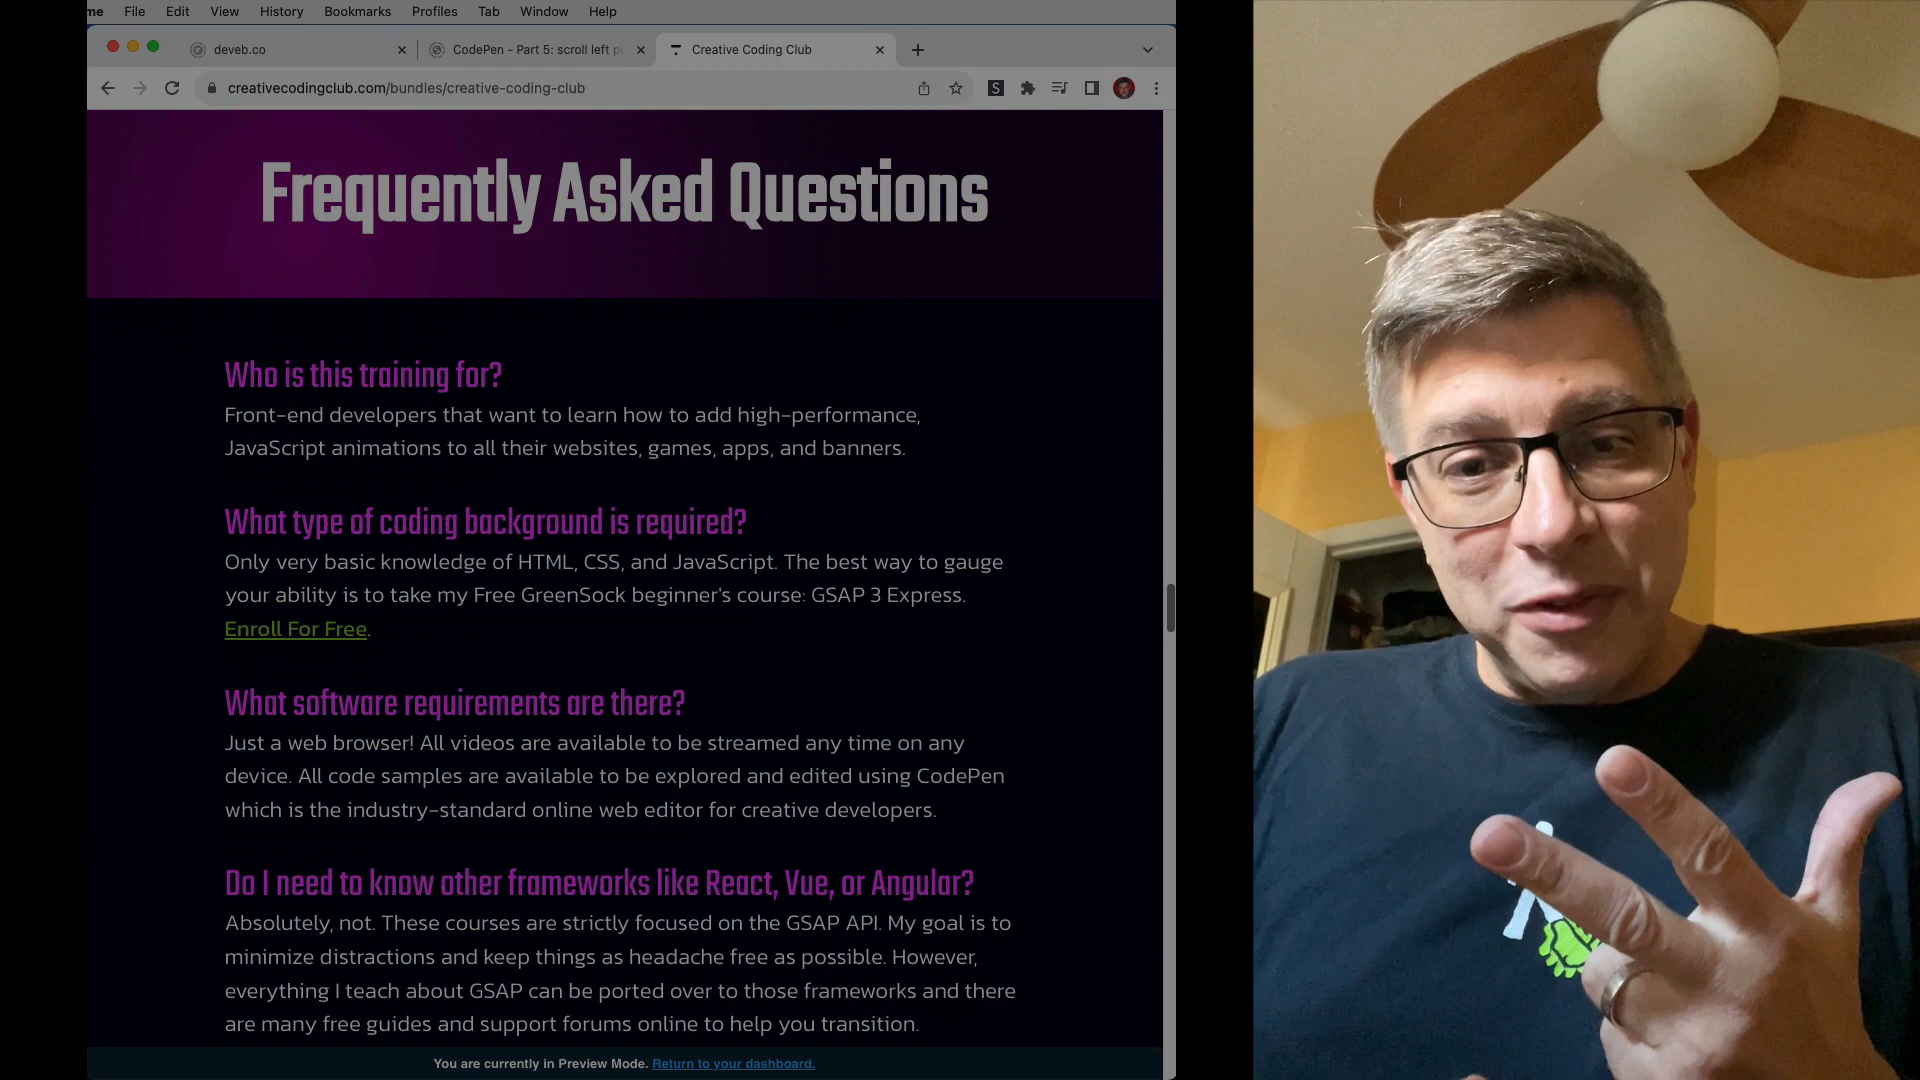 File Edit View History Bookmarks Profiles Tab Window Help
deveb.co
CodePen - Part 5: scroll left
Creative Coding Club
creativecodingclub.com/bundles/creative-coding-club
Frequently Asked Questions
Who is this training for?
Front-end developers that want to learn how to add high-performance,
JavaScript animations to all their websites, games, apps, and banners.
What type of coding background is required?
Only very basic knowledge of HTML, CSS, and JavaScript. The best way to gauge
your ability is to take my Free GreenSock beginner's course: GSAP 3 Express.
Enroll For Free.
What software requirements are there?
Just a web browser! All videos are available to be streamed any time on any
device. All code samples are available to be explored and edited using CodePen
which is the industry-standard online web editor for creative developers.
Do I need to know other frameworks like React, Vue, or Angular?
Absolutely, not. These courses are strictly focused on the GSAP API. My goal is to
minimize distractions and keep things as headache free as possible. However,
everything I teach about GSAP can be ported over to those frameworks and there
are many free guides and support forums online to help you transition.
You are currently in Preview Mode. Return to your dashboard.